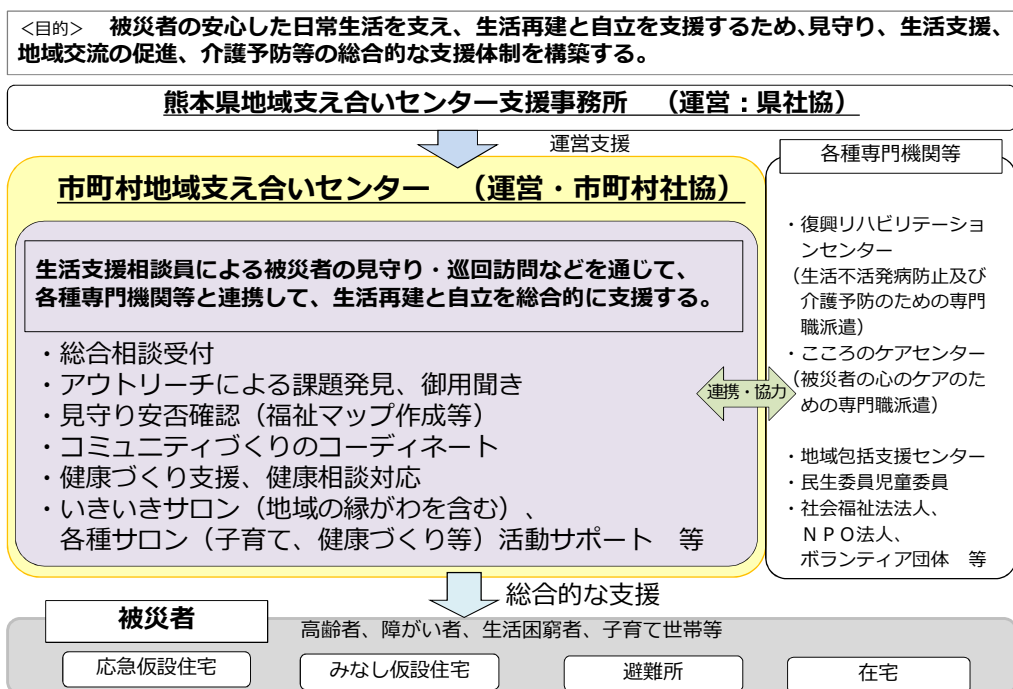 <目的>　被災者の安心した日常生活を支え、生活再建と自立を支援するため、見守り、生活支援、
地域交流の促進、介護予防等の総合的な支援体制を構築する。
熊本県地域支え合いセンター支援事務所　（運営：県社協）
運営支援
市町村地域支え合いセンター　（運営・市町村社協）
生活支援相談員による被災者の見守り・巡回訪問などを通じて、
各種専門機関等と連携して、生活再建と自立を総合的に支援する。
・総合相談受付
・アウトリーチによる課題発見、御用聞き
・見守り安否確認（福祉マップ作成等）
・コミュニティづくりのコーディネート
・健康づくり支援、健康相談対応
・いきいきサロン（地域の縁がわを含む）、
各種サロン（子育て、健康づくり等）活動サポート　等
連携・協力
各種専門機関等
・復興リハビリテーショ
ンセンター
（生活不活発病防止及び
介護予防のための専門
職派遣）
・こころのケアセンター
（被災者の心のケアのた
めの専門職派遣）
・地域包括支援センター
・民生委員児童委員
・社会福祉法法人、
ＮＰＯ法人、
ボランティア団体　等
総合的な支援
被災者
高齢者、障がい者、生活困窮者、子育て世帯等
応急仮設住宅
みなし仮設住宅
避難所
在宅